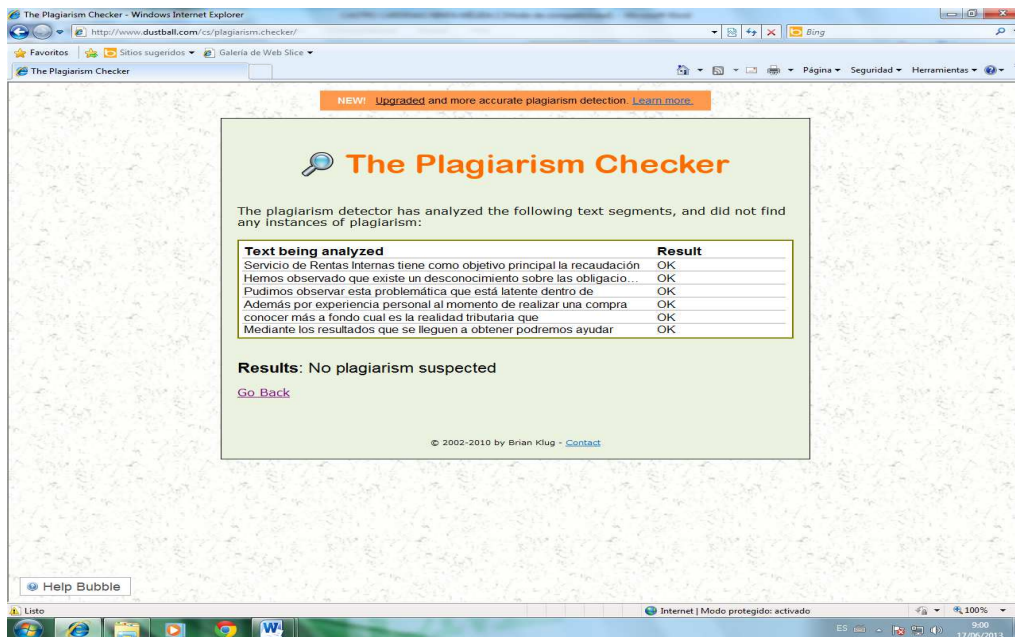 The Plagiarism Checker - Windows Internet Explorer
http://www.dustball.com/cs/plagiarism.checker/
Bing
Favoritos
Sitios sugeridos
Galería de Web Slice
The Plagiarism Checker
Página
Seguridad
Herramientas
NEW! Upgraded and more accurate plagiarism detection. Learn more.
The Plagiarism Checker
The plagiarism detector has analyzed the following text segments, and did not find
any instances of plagiarism:
Text being analyzed Result
Servicio de Rentas Internas tiene como objetivo principal la recaudación OK
Hemos observado que existe un desconocimiento sobre las obligacio... OK
Pudimos observar esta problemática que está latente dentro de OK
Además por experiencia personal al momento de realizar una compra OK
conocer más a fondo cual es la realidad tributaria que OK
Mediante los resultados que se lleguen a obtener podremos ayudar OK
Results: No plagiarism suspected
Go Back
© 2002-2010 by Brian Klug - Contact
Help Bubble
Listo
Internet | Modo protegido: activado
100%
ES
9:00
17/06/2013